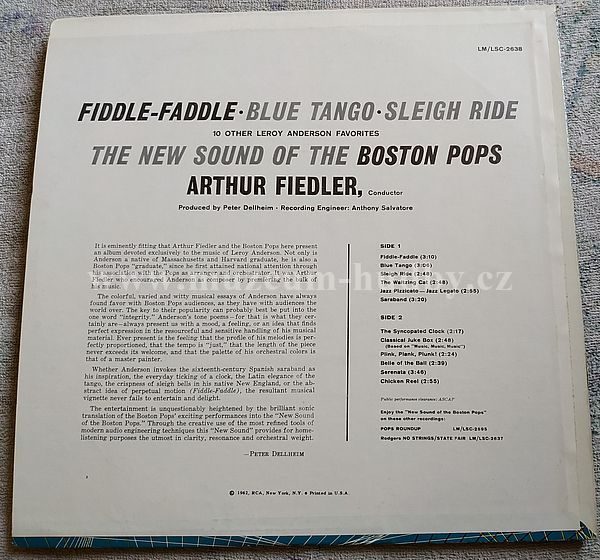 LM/LSC-2638
FIDDLE-FADDLE · BLUE TANGO · SLEIGH RIDE
10 OTHER LEROY ANDERSON FAVORITES
THE NEW SOUND OF THE BOSTON POPS
ARTHUR FIEDLER, Conductor
Produced by Peter Dellheim · Recording Engineer: Anthony Salvatore
It is eminently fitting that Arthur Fiedler and the Boston Pops here present
an album devoted exclusively to the music of Leroy Anderson. Not only is
Anderson a native of Massachusetts and Harvard graduate, he is also a
Boston Pops "graduate," since he first attained national attention through
his association with the Pops as arranger and orchestrator. It was Arthur
Fiedler who made Leroy Anderson a composer by premièring the bulk of
his music.
The colorful, varied and witty musical essays of Anderson have always
found favor with Boston Pops audiences, as they have with audiences the
world over. The key to their popularity can probably best be put into the
one word "integrity." Anderson's tone poems—for that is what they cer-
tainly are—always present us with a mood, a feeling, or an idea that finds
perfect expression in the resourceful and sensitive handling of his musical
material. Ever present is the feeling that the profile of his melodies is per-
fectly proportioned, that the tempo is "just," that the length of the piece
never exceeds its welcome, and that the palette of his orchestral colors is
that of a master painter.
Whether Anderson invokes the sixteenth-century Spanish saraband as
his inspiration, the everyday ticking of a clock, the Latin elegance of the
tango, the crispness of sleigh bells in his native New England, or the ab-
stract idea of perpetual motion (Fiddle-Faddle), the resultant musical
vignette never fails to entertain and delight.
The entertainment is unquestionably heightened by the brilliant sonic
translation of the Boston Pops' exciting performances into the "New Sound
of the Boston Pops." Through the creative use of the most refined tools of
modern audio engineering techniques this "New Sound" provides for home-
listening purposes the utmost in clarity, resonance and orchestral weight.
—PETER DELLHEIM
SIDE 1
Fiddle-Faddle (3:10)
Blue Tango (3:00)
Sleigh Ride (2:48)
The Waltzing Cat (2:48)
Jazz Pizzicato—Jazz Legato (2:55)
Saraband (3:20)
SIDE 2
The Syncopated Clock (2:17)
Classical Juke Box (2:48)
(Based on "Music, Music, Music")
Plink, Plank, Plunk! (2:24)
Belle of the Ball (2:39)
Serenata (3:46)
Chicken Reel (2:55)
Public performance clearance: ASCAP
Enjoy the "New Sound of the Boston Pops"
on these other recordings:
POPS ROUNDUP LM/LSC-2595
Rodgers NO STRINGS/STATE FAIR LM/LSC-2637
© 1962, RCA, New York, N.Y. • Printed in U.S.A.